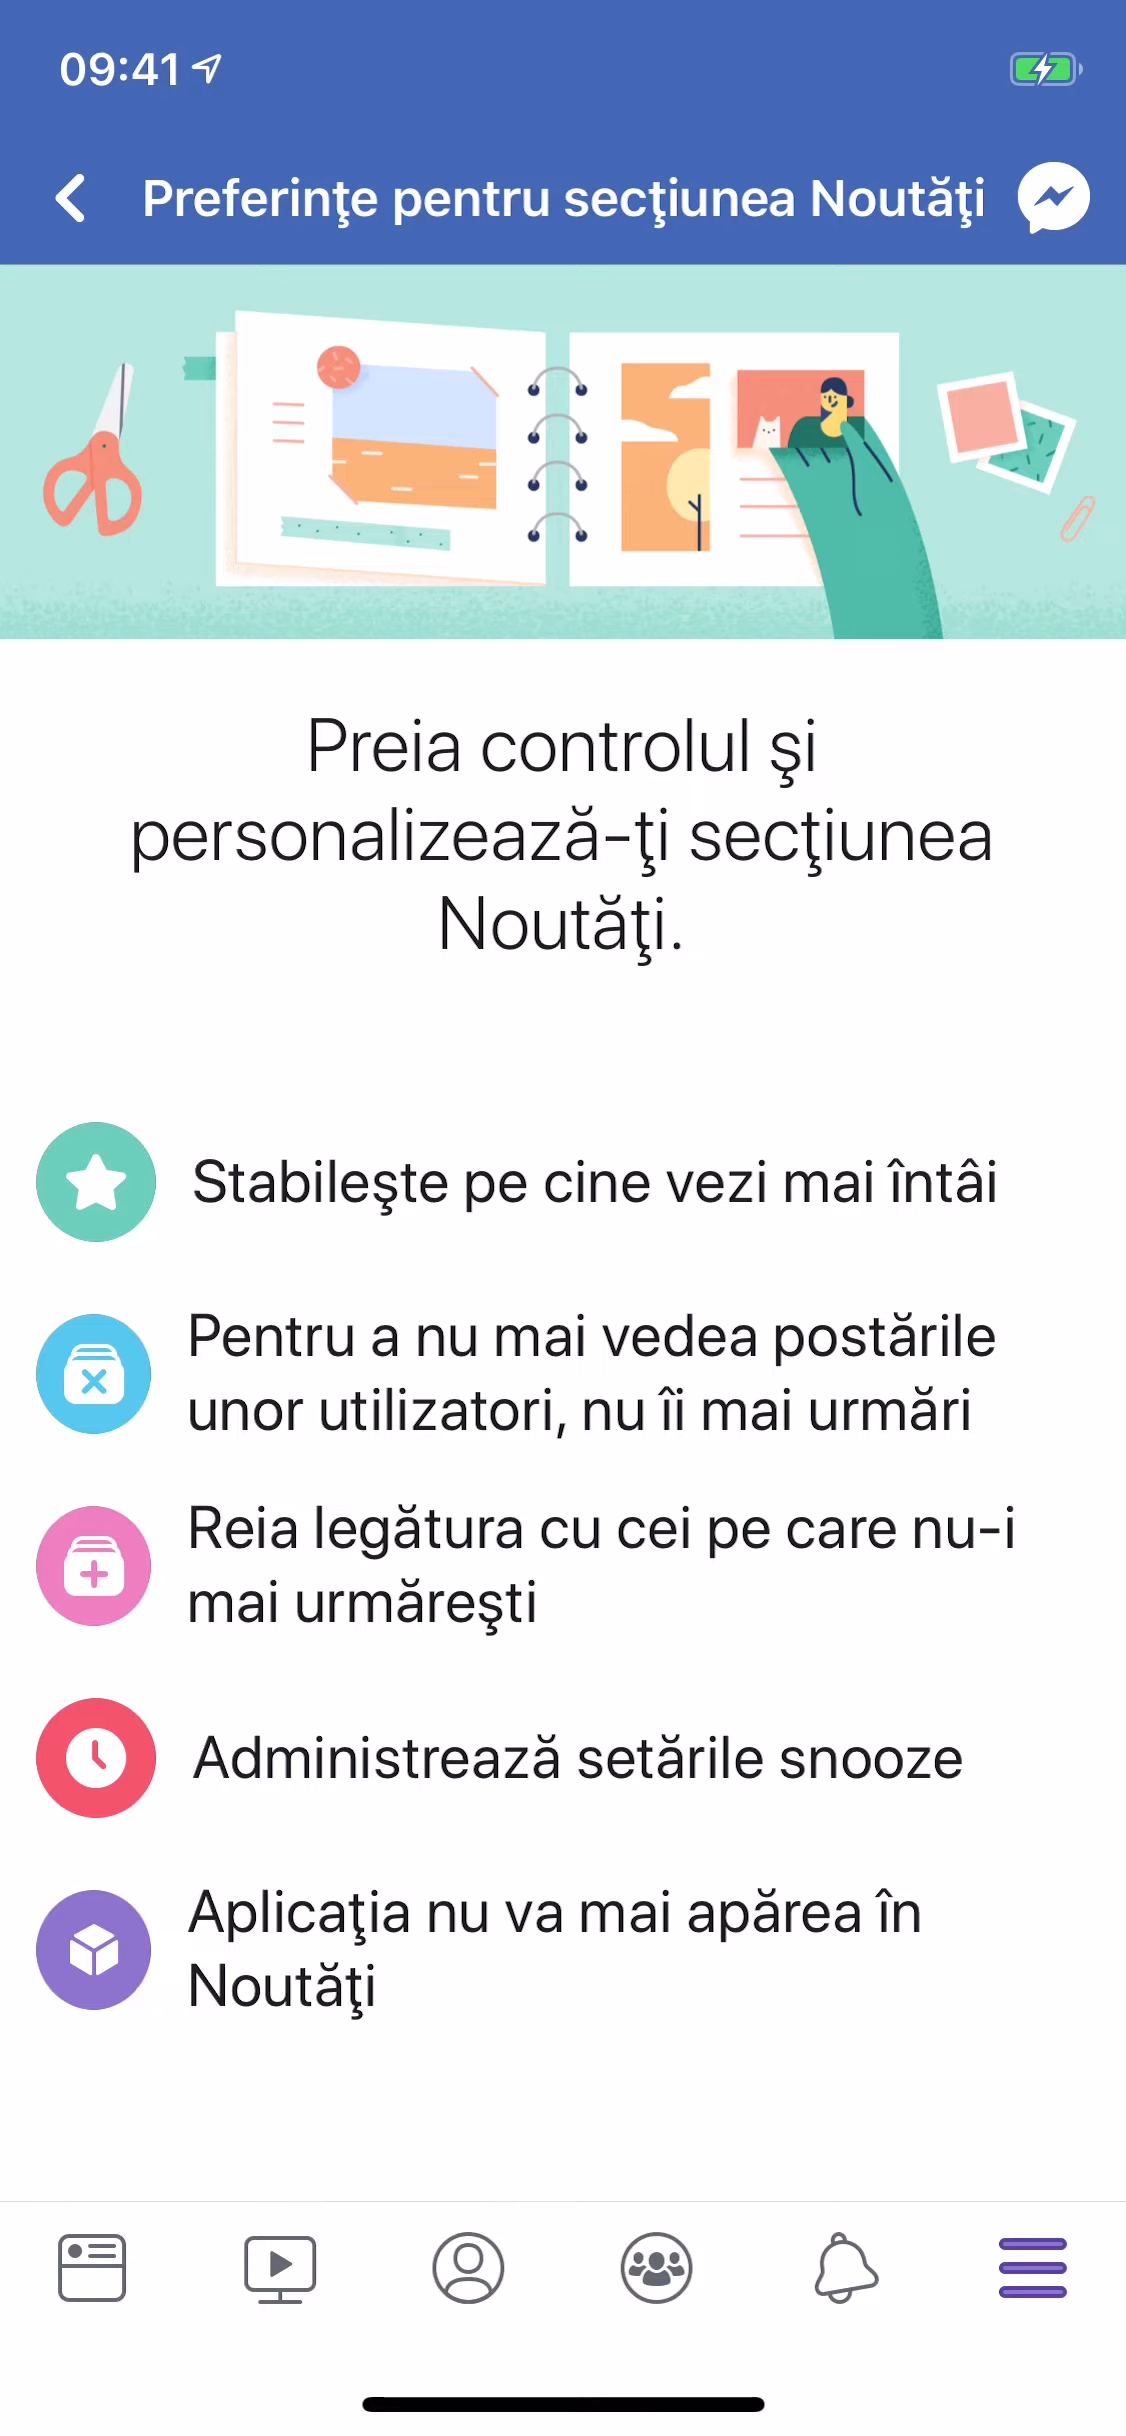 09:41
Preferinţe pentru secţiunea Noutăţi
Preia controlul şi
personalizează-ţi secţiunea
Noutăţi.
Stabileşte pe cine vezi mai întâi
Pentru a nu mai vedea postările
unor utilizatori, nu îi mai urmări
Reia legătura cu cei pe care nu-i
mai urmăreşti
Administrează setările snooze
Aplicaţia nu va mai apărea în
Noutăţi